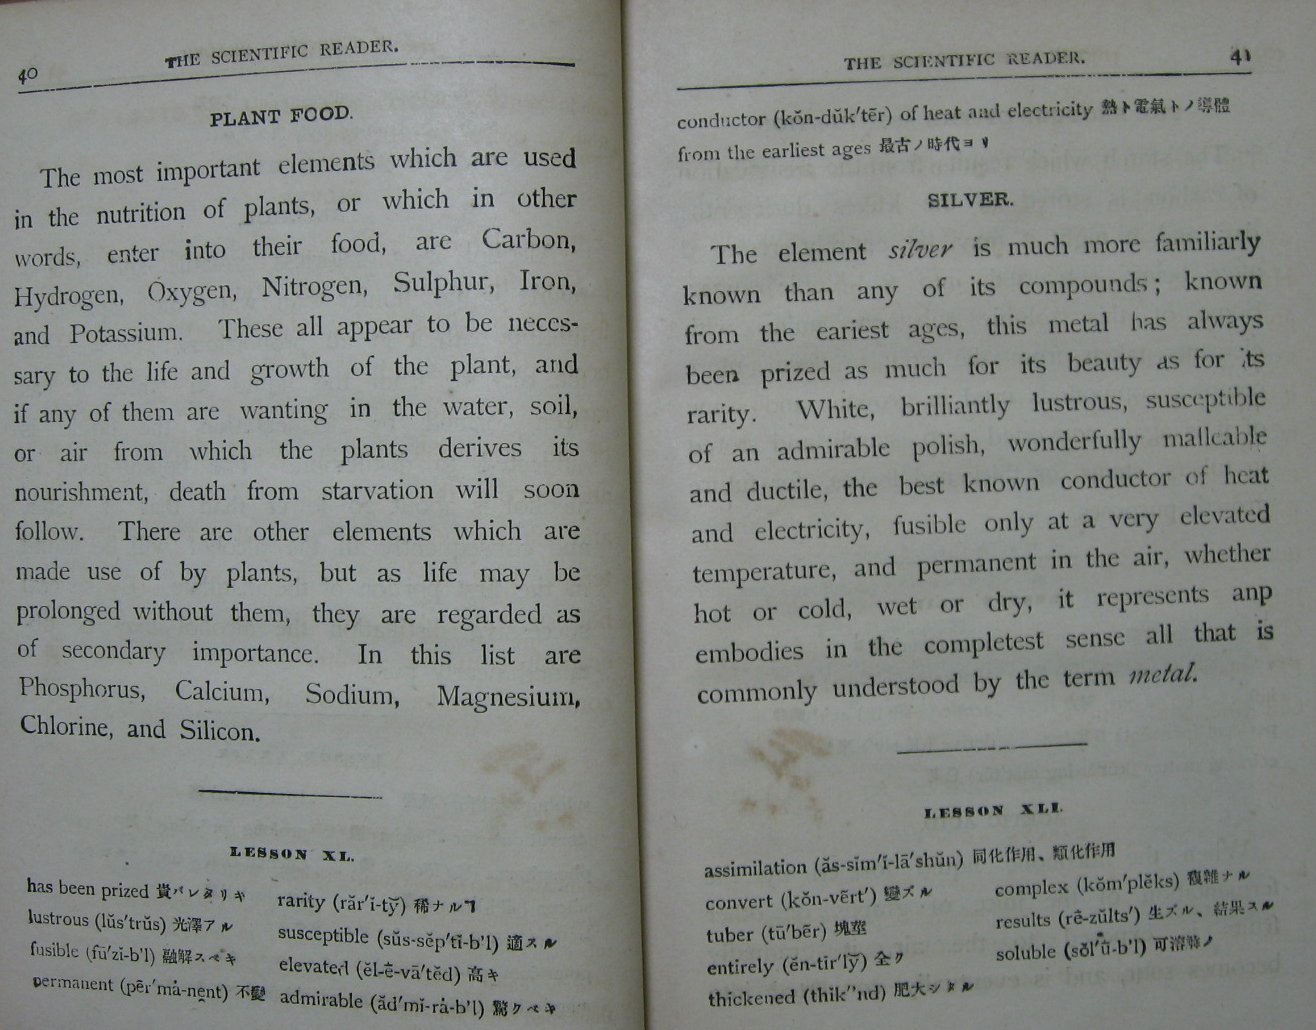 40
THE SCIENTIFIC READER.
PLANT FOOD.
The most important elements which are used
in the nutrition of plants, or which in other
words, enter into their food, are Carbon,
Hydrogen, Oxygen, Nitrogen, Sulphur, Iron,
and Potassium. These all appear to be neces-
sary to the life and growth of the plant, and
if any of them are wanting in the water, soil,
or air from which the plants derives its
nourishment, death from starvation will soon
follow. There are other elements which are
made use of by plants, but as life may be
prolonged without them, they are regarded as
of secondary importance. In this list are
Phosphorus, Calcium, Sodium, Magnesium,
Chlorine, and Silicon.
LESSON XL.
has been prized 貴バレタリキ
lustrous (lŭs′trŭs) 光澤アル
fusible (fū′zĭ-b'l) 融解スベキ
permanent (pēr′må-nent) 不變
rarity (răr′ĭ-tў) 稀ナルヿ
susceptible (sŭs-sĕp′tĭ-b'l) 適スル
elevated (ĕl-ē-vā′tĕd) 高キ
admirable (ăd′mĭ-rå-b'l) 驚クベキ
THE SCIENTIFIC READER.
41
conductor (kŏn-dŭk′tēr) of heat and electricity 熱ト電氣トノ導體
from the earliest ages 最古ノ時代ヨリ
SILVER.
The element silver is much more familiarly
known than any of its compounds; known
from the eariest ages, this metal has always
been prized as much for its beauty as for its
rarity. White, brilliantly lustrous, susceptible
of an admirable polish, wonderfully malleable
and ductile, the best known conductor of heat
and electricity, fusible only at a very elevated
temperature, and permanent in the air, whether
hot or cold, wet or dry, it represents anp
embodies in the completest sense all that is
commonly understood by the term metal.
LESSON XLI.
assimilation (ăs-sĭm′ĭ-lā′shŭn) 同化作用、類化作用
convert (kŏn-vērt′) 變ズル
tuber (tū′bēr) 塊莖
entirely (ĕn-tīr′lў) 全ク
thickened (thik′'nd) 肥大シタル
complex (kŏm′plĕks) 複雜ナル
results (rē-zŭlts′) 生ズル、結果スル
soluble (sŏl′ū-b'l) 可溶解ノ